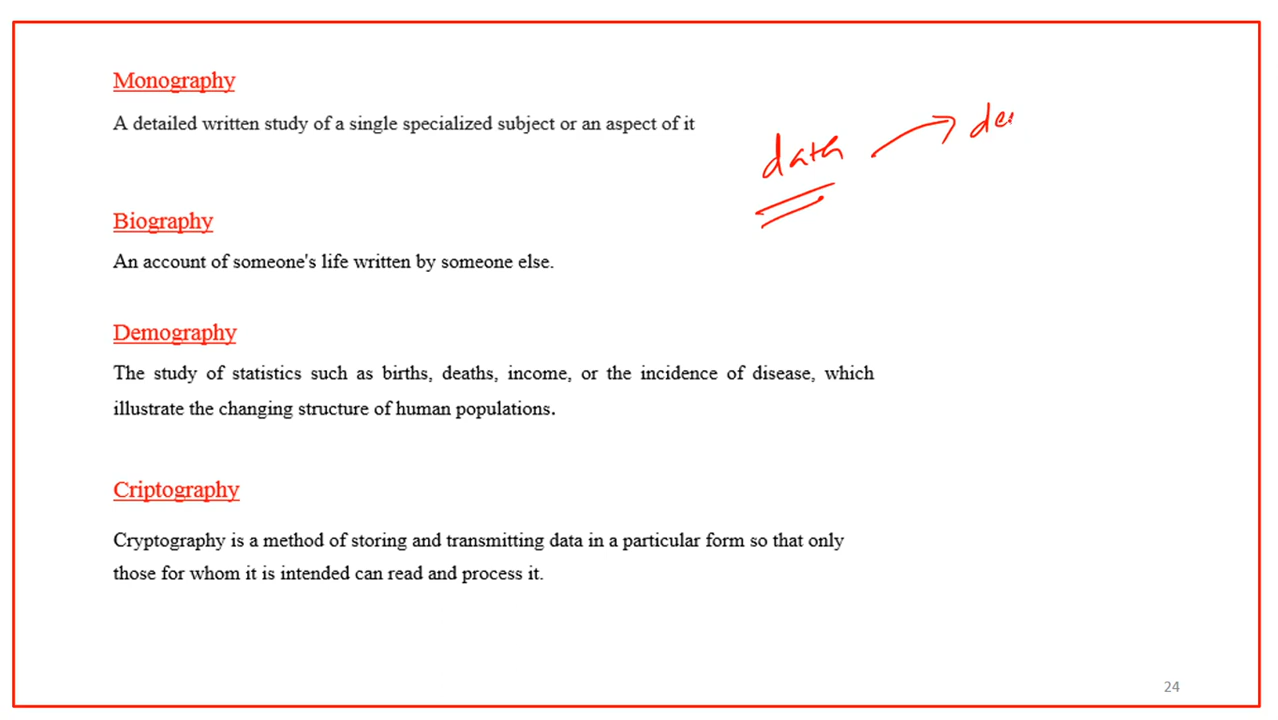 Monography
A detailed written study of a single specialized subject or an aspect of it
data
Biography
An account of someone's life written by someone else.
Demography
The study of statistics such as births, deaths, income, or the incidence of disease, which
illustrate the changing structure of human populations.
Criptography
Cryptography is a method of storing and transmitting data in a particular form so that only
those for whom it is intended can read and process it.
24